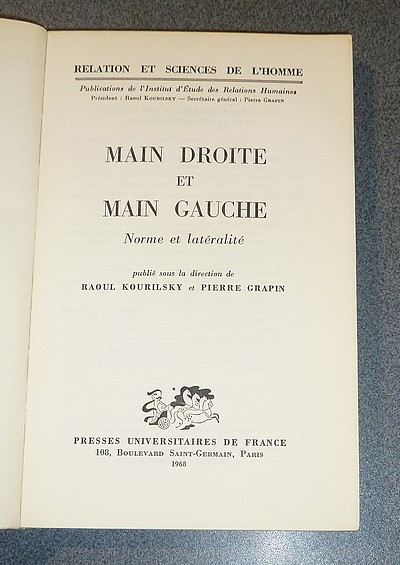 RELATION ET SCIENCES DE L'HOMME
Publications de l'Institut d'Étude des Relations Humaines
Président : Raoul KOURILSKY — Secrétaire général : Pierre GRAPIN
MAIN DROITE
ET
MAIN GAUCHE
Norme et latéralité
publié sous la direction de
RAOUL KOURILSKY et PIERRE GRAPIN
PRESSES UNIVERSITAIRES DE FRANCE
108, BOULEVARD SAINT-GERMAIN, PARIS
1968